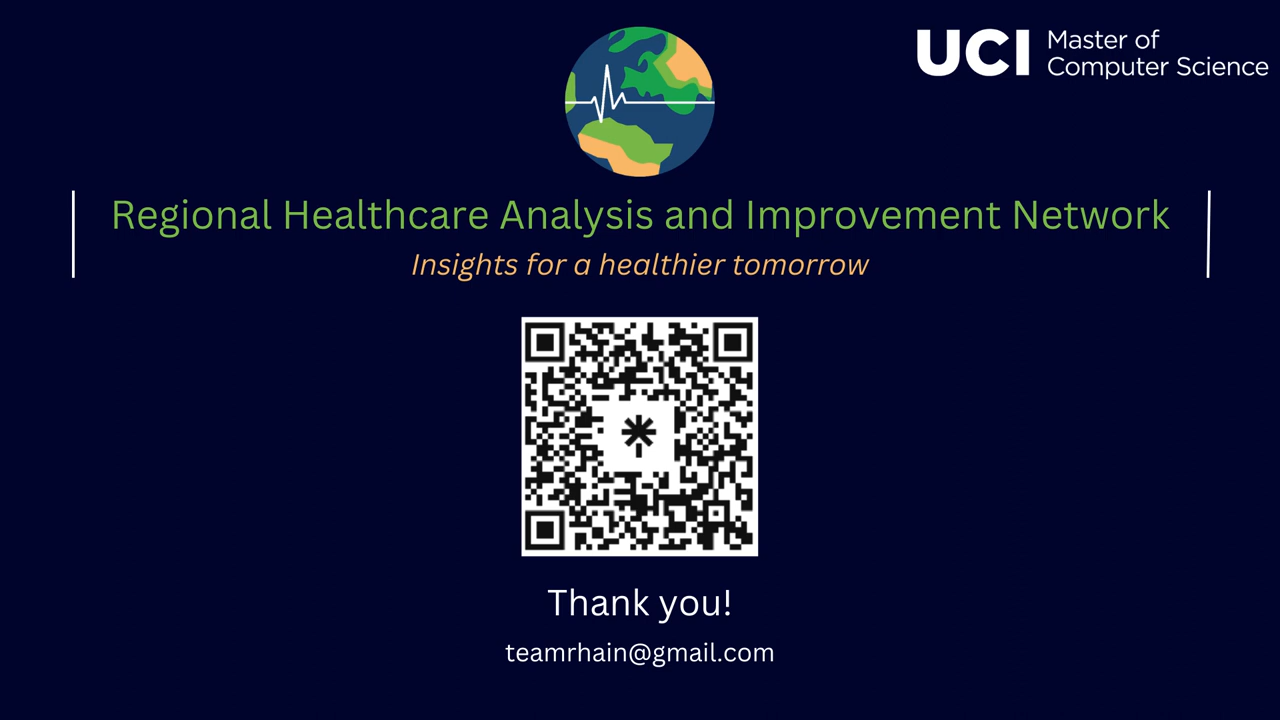 UCI Master of
Computer Science
Regional Healthcare Analysis and Improvement Network
Insights for a healthier tomorrow
Thank you!
teamrhain@gmail.com